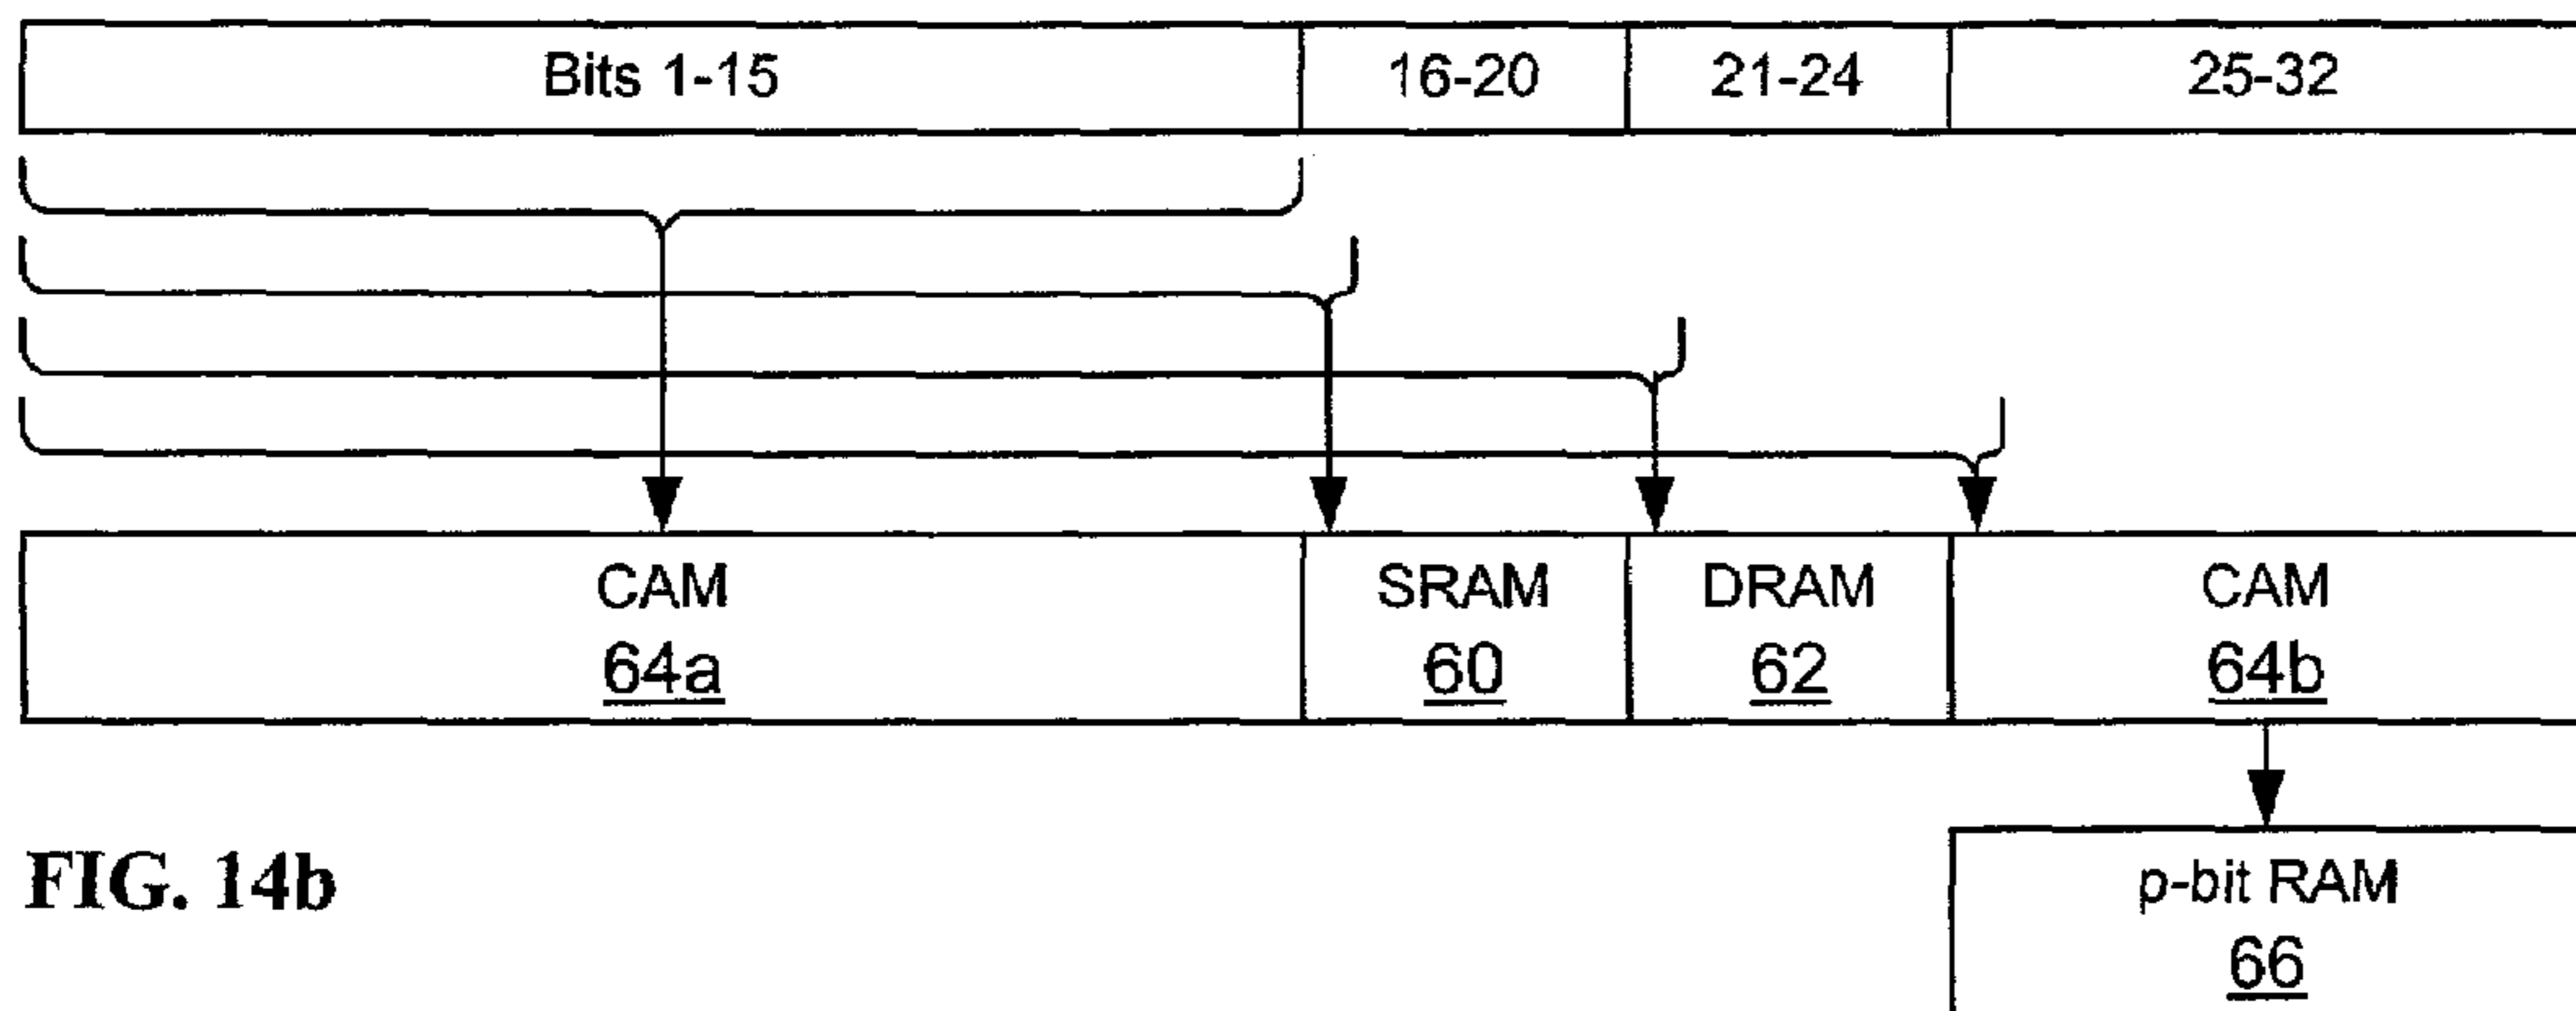 Bits 1-15 16-20 21-24 25-32
CAM SRAM DRAM CAM
64a 60 62 64b
p-bit RAM
66
FIG. 14b